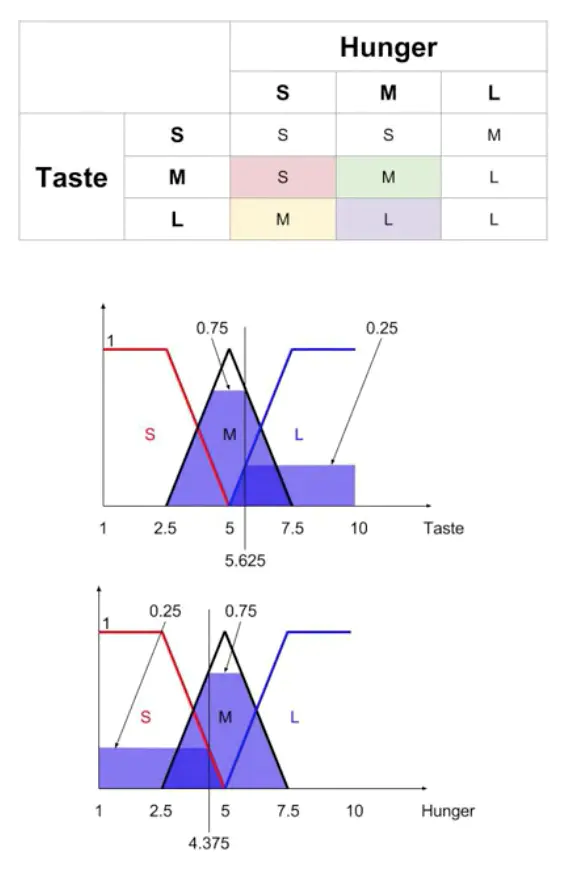 Hunger
S M L
Taste S S S M
M S M L
L M L L
0.75 0.25
1
S M L
1 2.5 5 7.5 10 Taste
5.625
0.25 0.75
1
S M L
1 2.5 5 7.5 10 Hunger
4.375